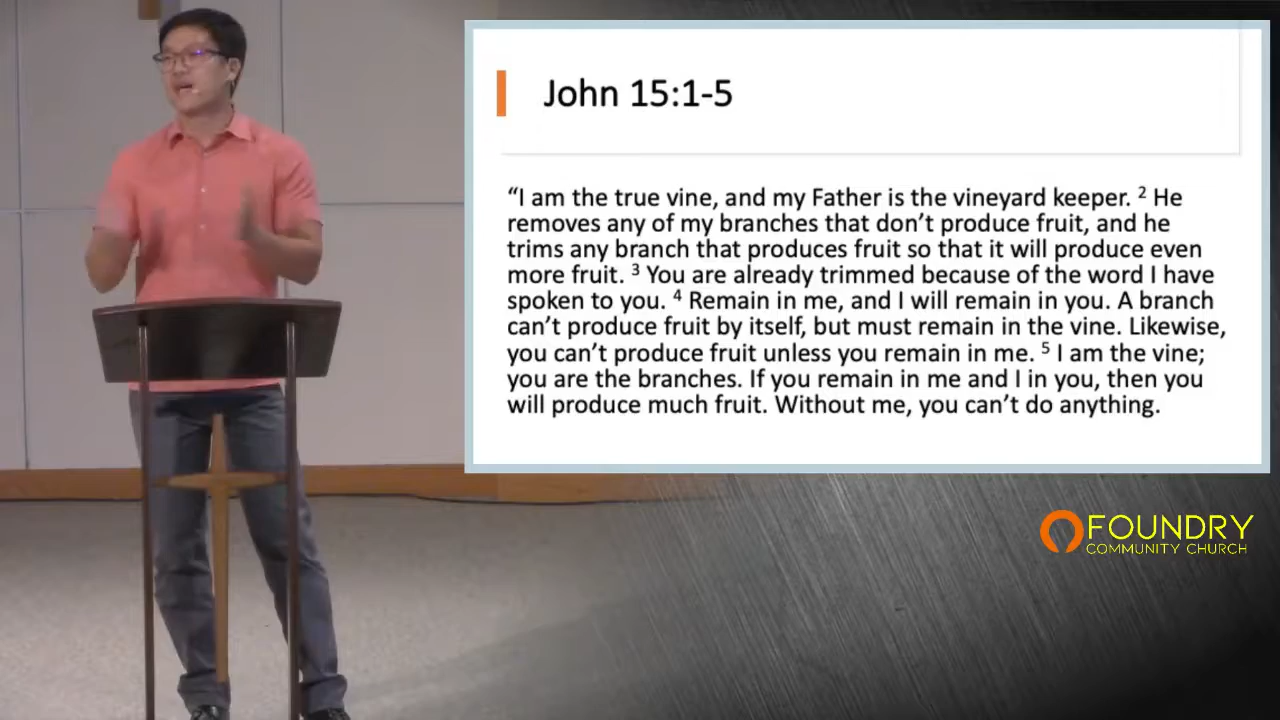 John 15:1-5
“I am the true vine, and my Father is the vineyard keeper. 2 He
removes any of my branches that don’t produce fruit, and he
trims any branch that produces fruit so that it will produce even
more fruit. 3 You are already trimmed because of the word I have
spoken to you. 4 Remain in me, and I will remain in you. A branch
can’t produce fruit by itself, but must remain in the vine. Likewise,
you can’t produce fruit unless you remain in me. 5 I am the vine;
you are the branches. If you remain in me and I in you, then you
will produce much fruit. Without me, you can’t do anything.
FOUNDRY
COMMUNITY CHURCH